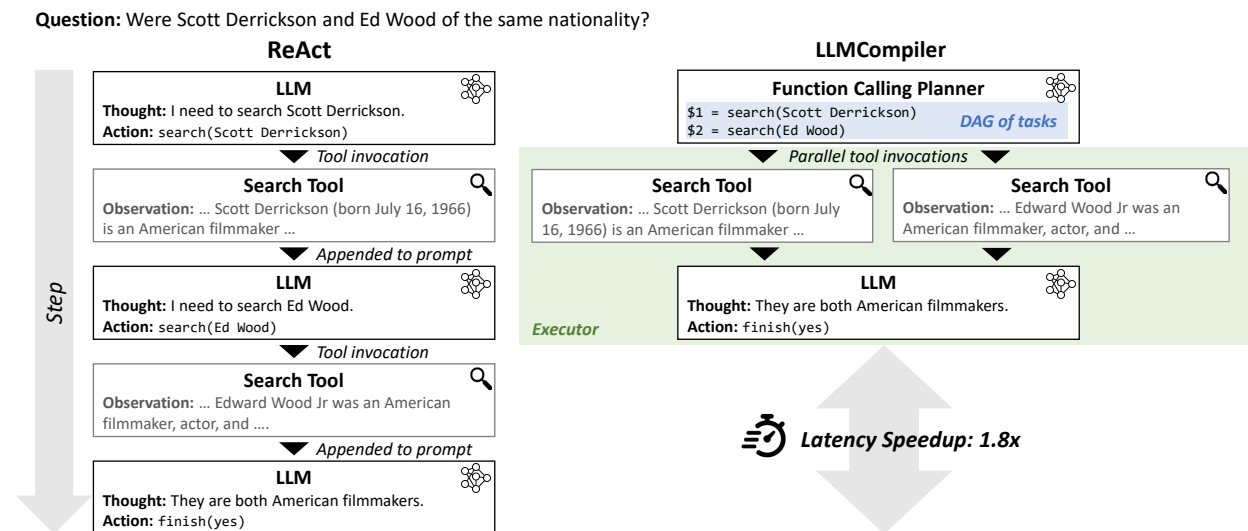 Question: Were Scott Derrickson and Ed Wood of the same nationality?
ReAct
Step
LLM
Thought: I need to search Scott Derrickson.
Action: search(Scott Derrickson)
Tool invocation
Search Tool
Observation: ... Scott Derrickson (born July 16, 1966)
is an American filmmaker ...
Appended to prompt
LLM
Thought: I need to search Ed Wood.
Action: search(Ed Wood)
Tool invocation
Search Tool
Observation: ... Edward Wood Jr was an American
filmmaker, actor, and ....
Appended to prompt
LLM
Thought: They are both American filmmakers.
Action: finish(yes)
LLMCompiler
Function Calling Planner
$1 = search(Scott Derrickson)
$2 = search(Ed Wood)
DAG of tasks
Parallel tool invocations
Search Tool
Observation: ... Scott Derrickson (born July
16, 1966) is an American filmmaker ...
Search Tool
Observation: ... Edward Wood Jr was an
American filmmaker, actor, and ...
LLM
Thought: They are both American filmmakers.
Action: finish(yes)
Executor
Latency Speedup: 1.8x